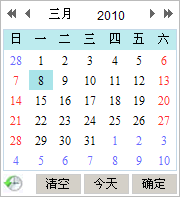 三月 2010
日 一 二 三 四 五 六
28 1 2 3 4 5 6
7 8 9 10 11 12 13
14 15 16 17 18 19 20
21 22 23 24 25 26 27
28 29 30 31 1 2 3
4 5 6 7 8 9 10
清空 今天 确定